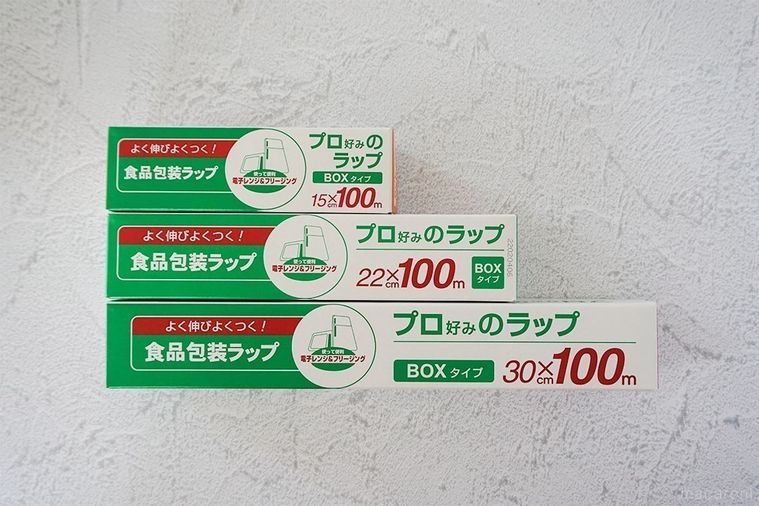 よく伸びよくつく!
食品包装ラップ
使って便利
電子レンジ&フリージング
プロ好みの
ラップ
BOXタイプ
15cm×100m
よく伸びよくつく!
食品包装ラップ
使って便利
電子レンジ&フリージング
プロ好みのラップ
22cm×100m
BOX
タイプ
22020406
よく伸びよくつく!
食品包装ラップ
使って便利
電子レンジ&フリージング
プロ好みのラップ
BOXタイプ
30cm×100m
macaroni